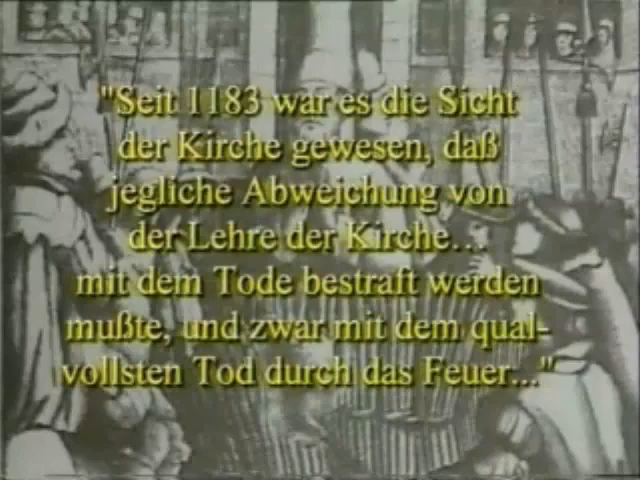 "Seit 1183 war es die Sicht
der Kirche gewesen, daß
jegliche Abweichung von
der Lehre der Kirche...
mit dem Tode bestraft werden
mußte, und zwar mit dem qual-
vollsten Tod durch das Feuer..."